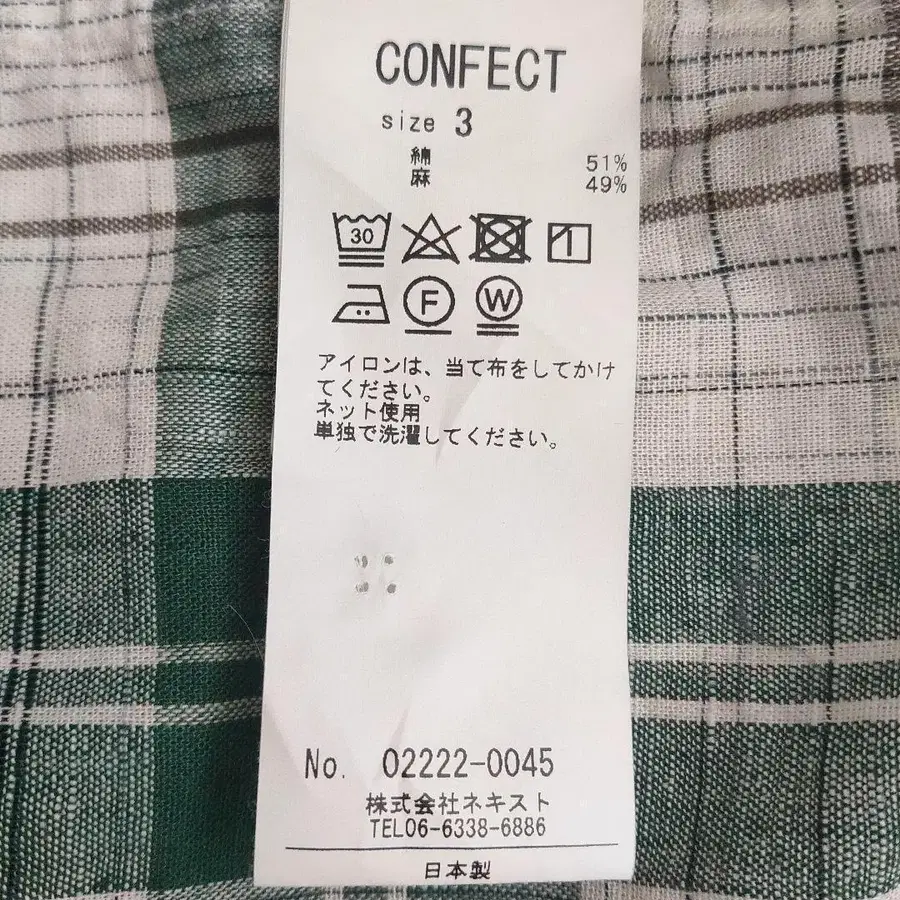 CONFECT
size 3
綿 51%
麻 49%
30
F W
アイロンは、当て布をしてかけ
てください。
ネット使用
単独で洗濯してください。
No. 02222-0045
株式会社ネキスト
TEL06-6338-6886
日本製